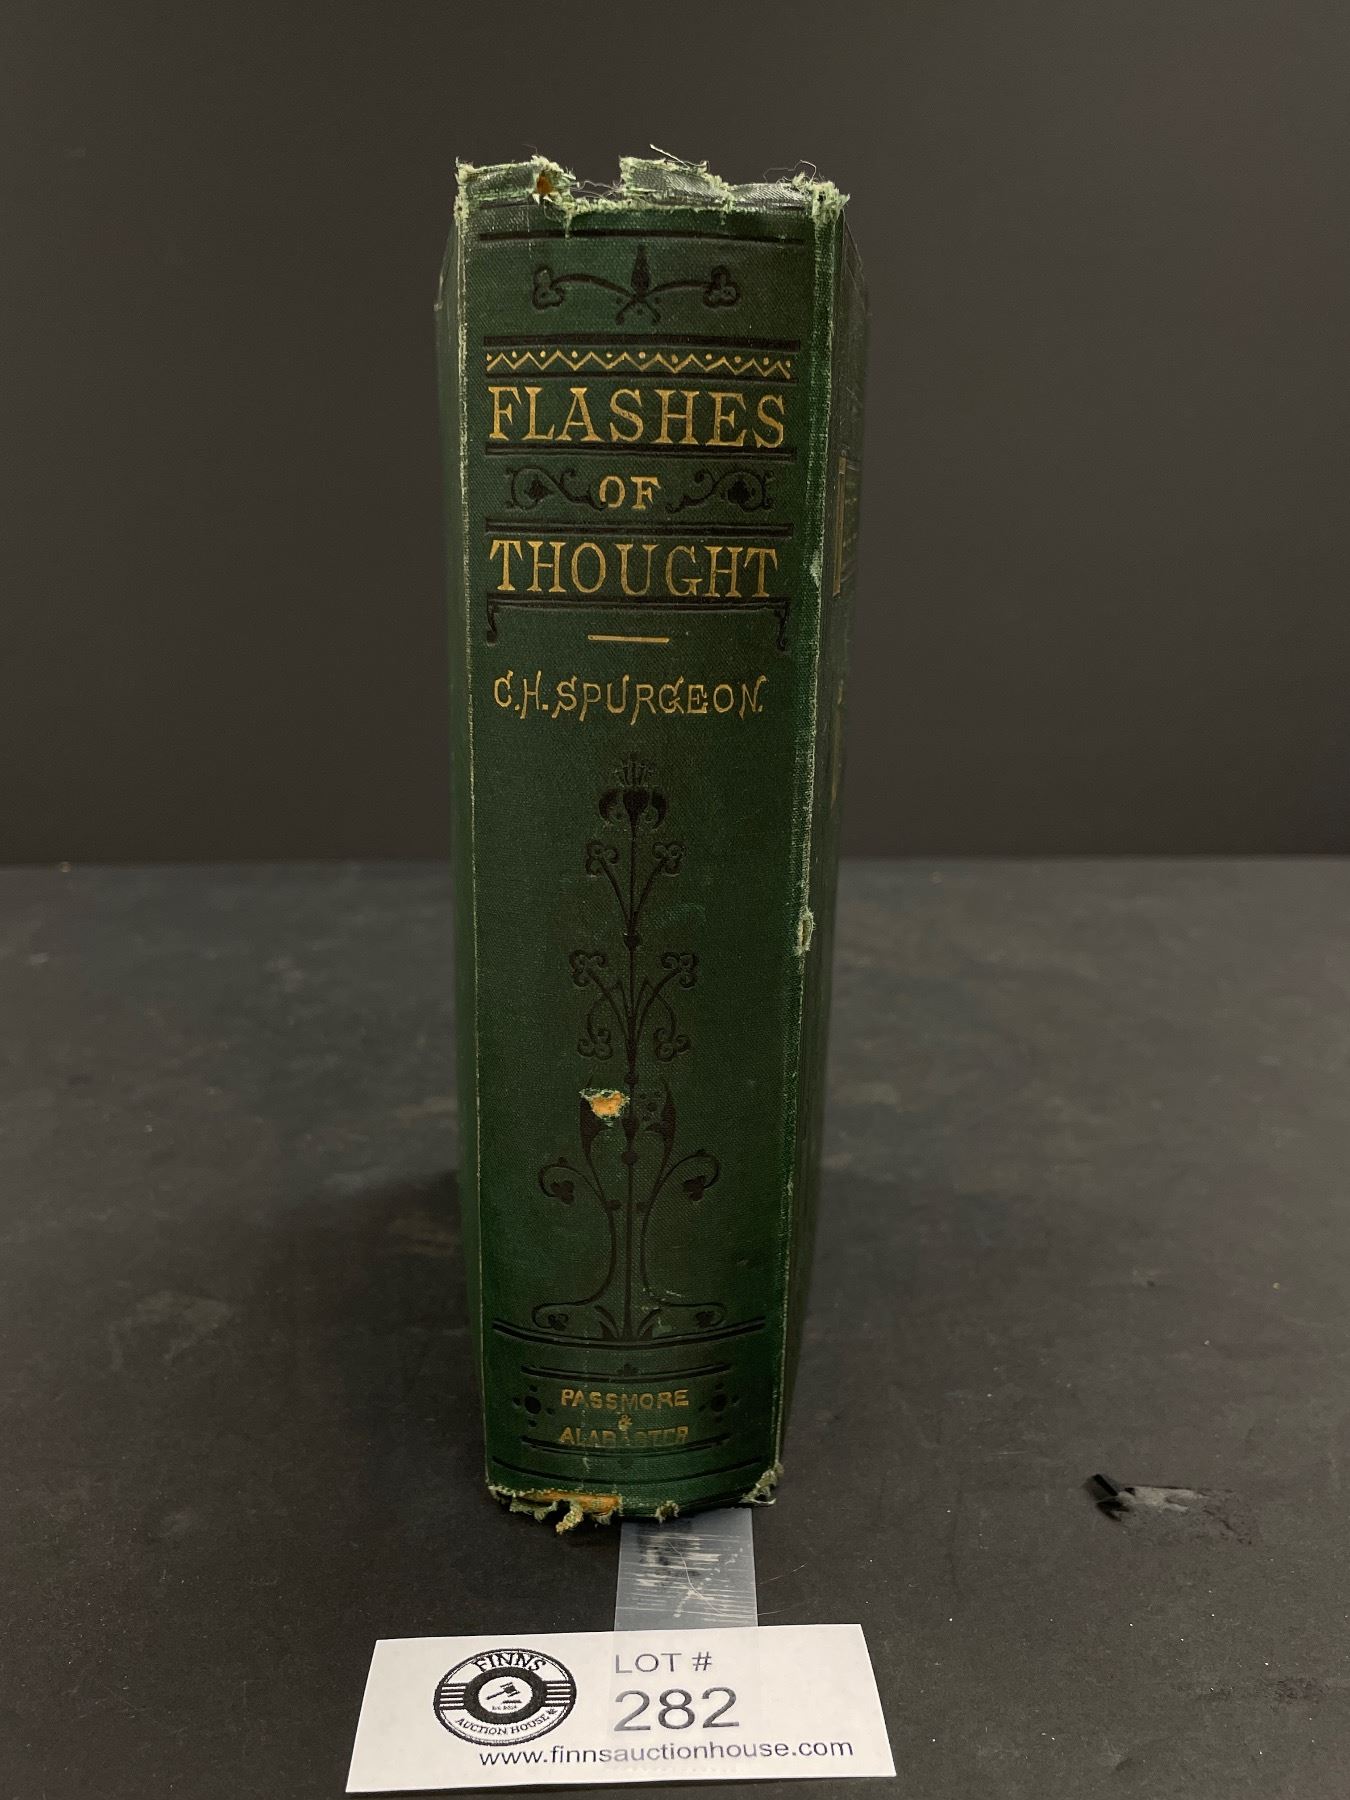 FLASHES
OF
THOUGHT
C.H. SPURGEON.
PASSMORE
&
ALABASTER
FINNS
AUCTION HOUSE
LOT #
282
www.finnsauctionhouse.com